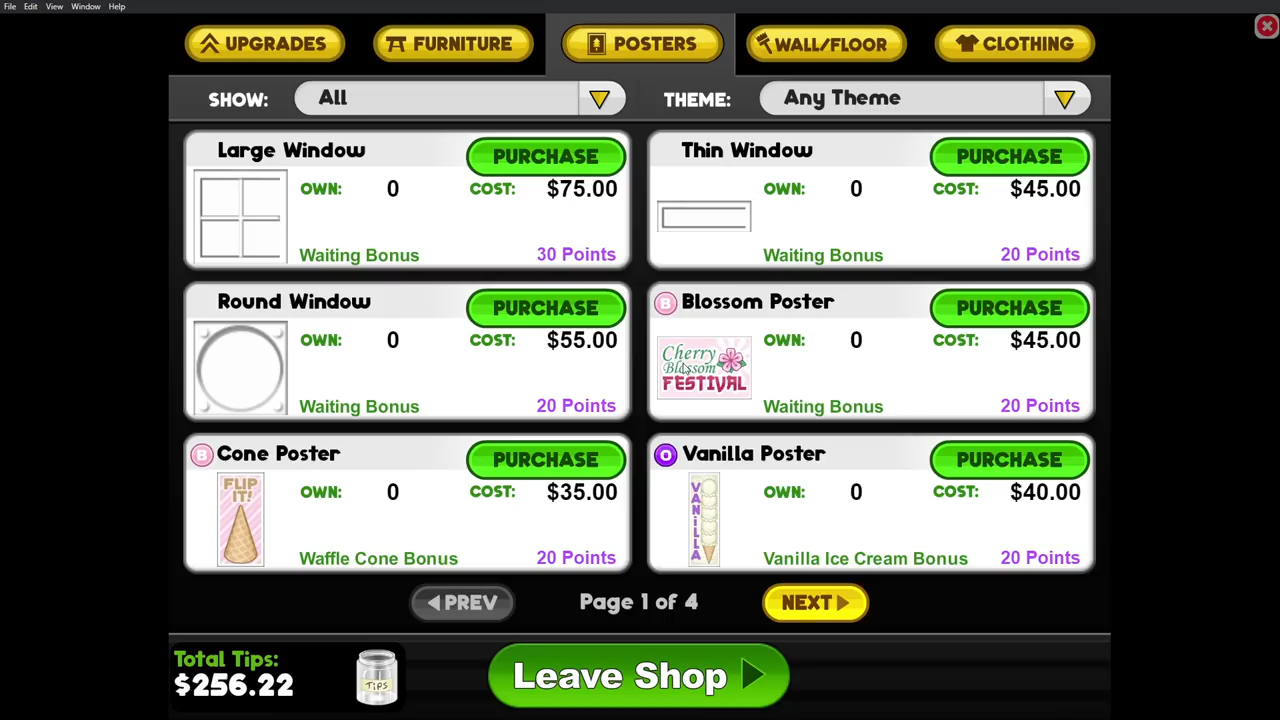 File Edit View Window Help
UPGRADES FURNITURE POSTERS WALL/FLOOR CLOTHING
SHOW: All THEME: Any Theme
Large Window PURCHASE
OWN: 0 COST: $75.00
Waiting Bonus 30 Points
Thin Window PURCHASE
OWN: 0 COST: $45.00
Waiting Bonus 20 Points
Round Window PURCHASE
OWN: 0 COST: $55.00
Waiting Bonus 20 Points
B Blossom Poster PURCHASE
OWN: 0 COST: $45.00
Cherry
Blossom
FESTIVAL
Waiting Bonus 20 Points
B Cone Poster PURCHASE
OWN: 0 COST: $35.00
FLIP
IT!
Waffle Cone Bonus 20 Points
O Vanilla Poster PURCHASE
OWN: 0 COST: $40.00
VANiLLA
Vanilla Ice Cream Bonus 20 Points
PREV Page 1 of 4 NEXT
Total Tips:
$256.22
TiPS
Leave Shop